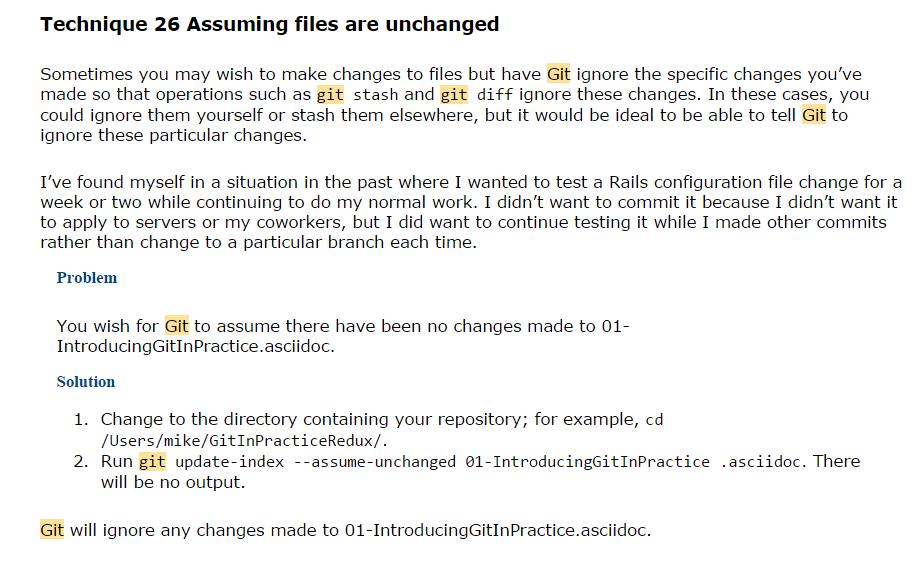 Technique 26 Assuming files are unchanged
Sometimes you may wish to make changes to files but have Git ignore the specific changes you’ve
made so that operations such as git stash and git diff ignore these changes. In these cases, you
could ignore them yourself or stash them elsewhere, but it would be ideal to be able to tell Git to
ignore these particular changes.
I’ve found myself in a situation in the past where I wanted to test a Rails configuration file change for a
week or two while continuing to do my normal work. I didn’t want to commit it because I didn’t want it
to apply to servers or my coworkers, but I did want to continue testing it while I made other commits
rather than change to a particular branch each time.
Problem
You wish for Git to assume there have been no changes made to 01-
IntroducingGitInPractice.asciidoc.
Solution
1. Change to the directory containing your repository; for example, cd
/Users/mike/GitInPracticeRedux/.
2. Run git update-index --assume-unchanged 01-IntroducingGitInPractice .asciidoc. There
will be no output.
Git will ignore any changes made to 01-IntroducingGitInPractice.asciidoc.